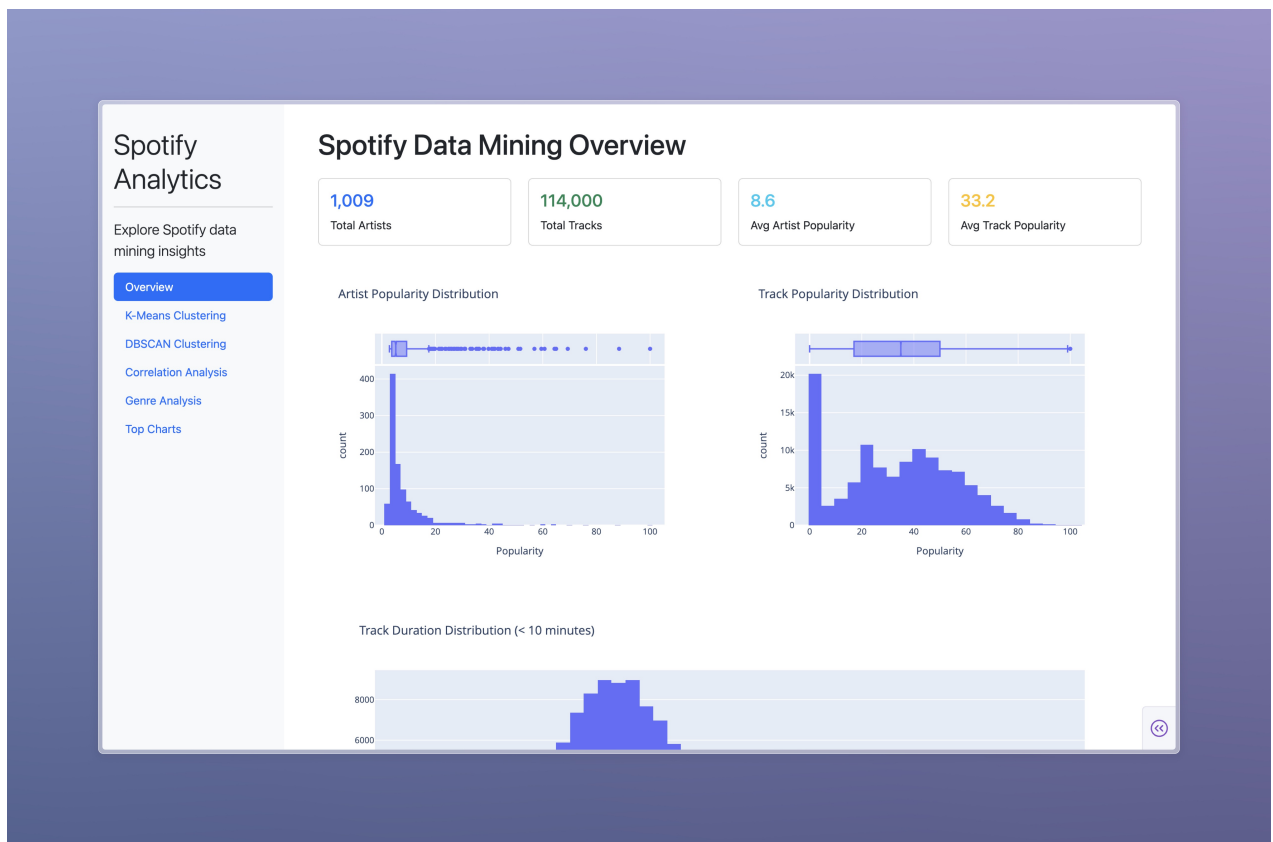 Spotify
Analytics
Explore Spotify data
mining insights
Overview
K-Means Clustering
DBSCAN Clustering
Correlation Analysis
Genre Analysis
Top Charts
Spotify Data Mining Overview
1,009
Total Artists
114,000
Total Tracks
8.6
Avg Artist Popularity
33.2
Avg Track Popularity
Artist Popularity Distribution
400
300
200
100
0
count
0 20 40 60 80 100
Popularity
Track Popularity Distribution
20k
15k
10k
5k
0
count
0 20 40 60 80 100
Popularity
Track Duration Distribution (< 10 minutes)
8000
6000